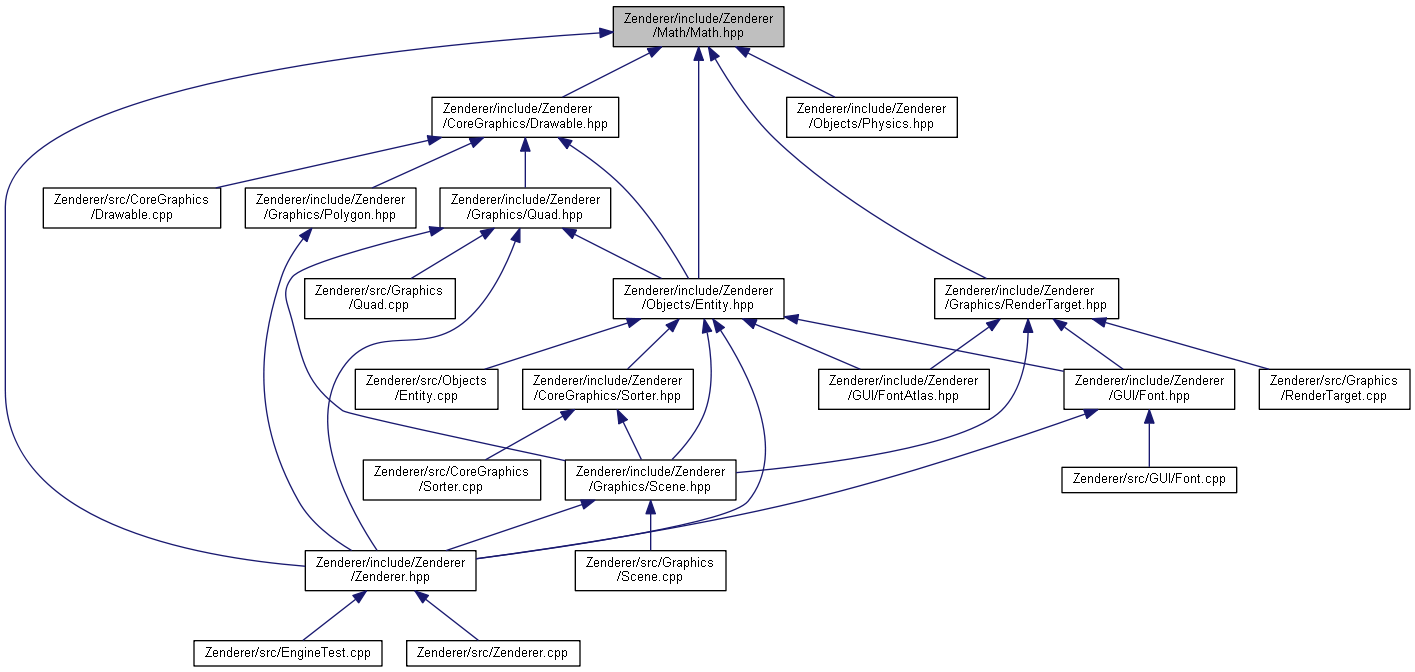 Zenderer/include/Zenderer
/Math/Math.hpp
Zenderer/include/Zenderer
/CoreGraphics/Drawable.hpp
Zenderer/include/Zenderer
/Objects/Physics.hpp
Zenderer/src/CoreGraphics
/Drawable.cpp
Zenderer/include/Zenderer
/Graphics/Polygon.hpp
Zenderer/include/Zenderer
/Graphics/Quad.hpp
Zenderer/src/Graphics
/Quad.cpp
Zenderer/include/Zenderer
/Objects/Entity.hpp
Zenderer/include/Zenderer
/Graphics/RenderTarget.hpp
Zenderer/src/Objects
/Entity.cpp
Zenderer/include/Zenderer
/CoreGraphics/Sorter.hpp
Zenderer/include/Zenderer
/GUI/FontAtlas.hpp
Zenderer/include/Zenderer
/GUI/Font.hpp
Zenderer/src/Graphics
/RenderTarget.cpp
Zenderer/src/CoreGraphics
/Sorter.cpp
Zenderer/include/Zenderer
/Graphics/Scene.hpp
Zenderer/src/GUI/Font.cpp
Zenderer/include/Zenderer
/Zenderer.hpp
Zenderer/src/Graphics
/Scene.cpp
Zenderer/src/EngineTest.cpp
Zenderer/src/Zenderer.cpp